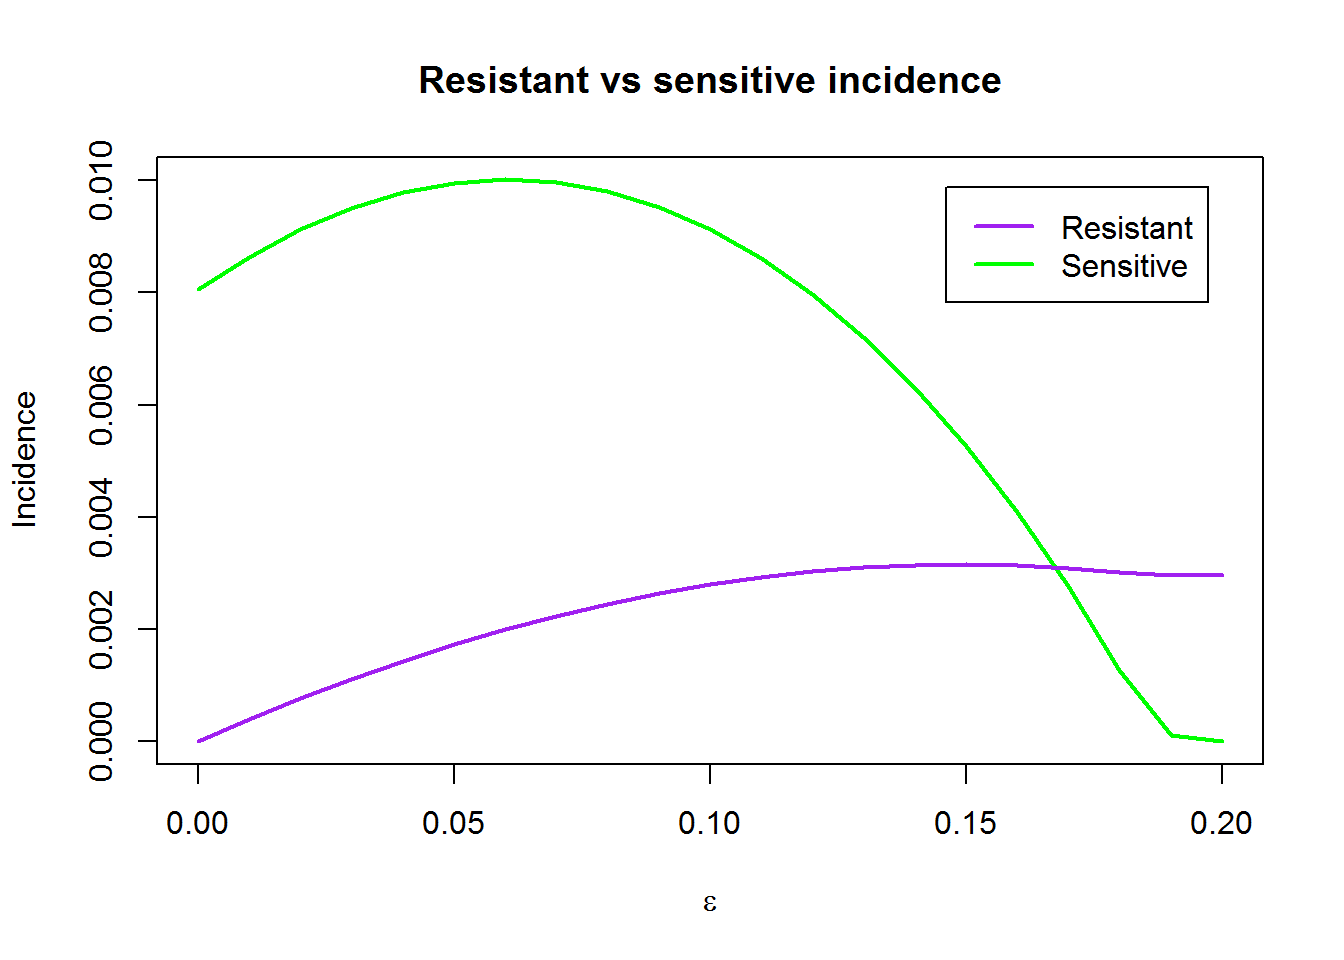 Resistant vs sensitive incidence
Resistant
Sensitive
Incidence
0.010
0.008
0.006
0.004
0.002
0.000
0.00 0.05 0.10 0.15 0.20
ε